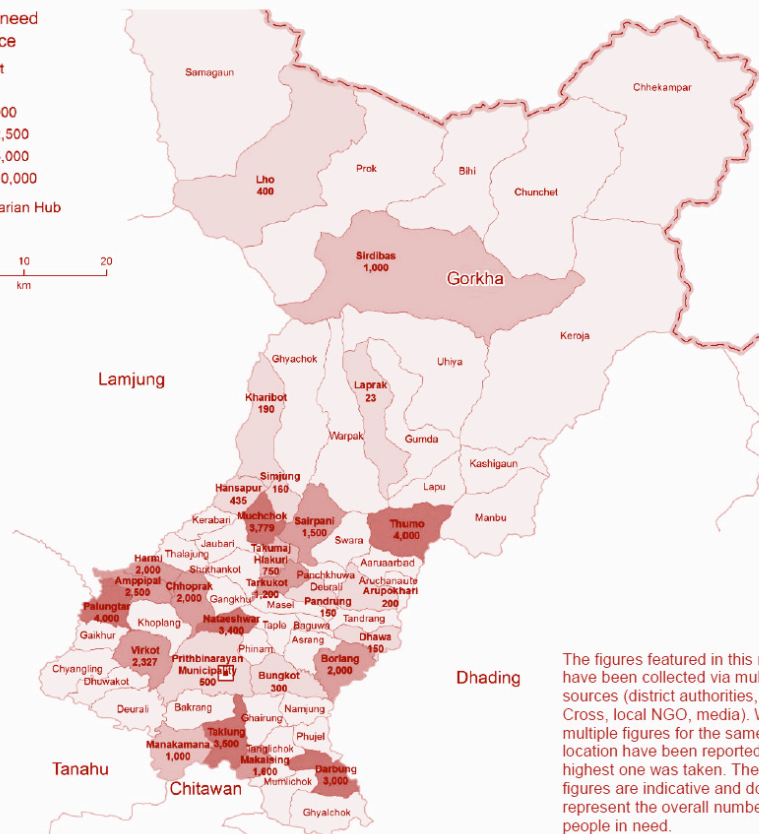 need
ce
t
00
,500
,000
0,000
arian Hub
10 20
km
Samagaun
Chhekampar
Lho
400
Prok
Bihi
Chunchet
Sirdibas
1,000
Gorkha
Keroja
Lamjung
Ghyachok
Uhiya
Laprak
23
Kharibot
190
Warpak
Gumda
Kashigaun
Simjung
160
Lapu
Hansapur
435
Muchchok
3,779
Sairpani
1,500
Thumo
4,000
Manbu
Kerabari
Swara
Jaubari
Takumaj
Hiakuri
750
Thalajung
Harmi
2,000
Aaruaarbad
Shrithankot
Panchkhuwa
Deurali
Aruchanaute
Amppipal
2,500
Chhoprak
2,000
Tarkukot
1,200
Arupokhari
200
Gangkhu
Masel
Pandrung
150
Palungtar
4,000
Khoplang
Nataeshwar
3,400
Taple
Baguwa
Tandrang
Gaikhur
Asrang
Dhawa
150
Virkot
2,327
Phinam
Prithbinarayan
Municipality
500
Borlang
2,000
Chyangling
Dhuwakot
Bungkot
300
Dhading
Deurali
Bakrang
Ghairung
Namjung
Taklung
3,500
Phujel
Manakamana
1,000
Tanglichok
Makaising
1,600
Tanahu
Darbung
3,000
Mumlichok
Chitawan
Ghyalchok
The figures featured in this
have been collected via mul
sources (district authorities,
Cross, local NGO, media).
multiple figures for the same
location have been reported
highest one was taken. The
figures are indicative and do
represent the overall numbe
people in need.